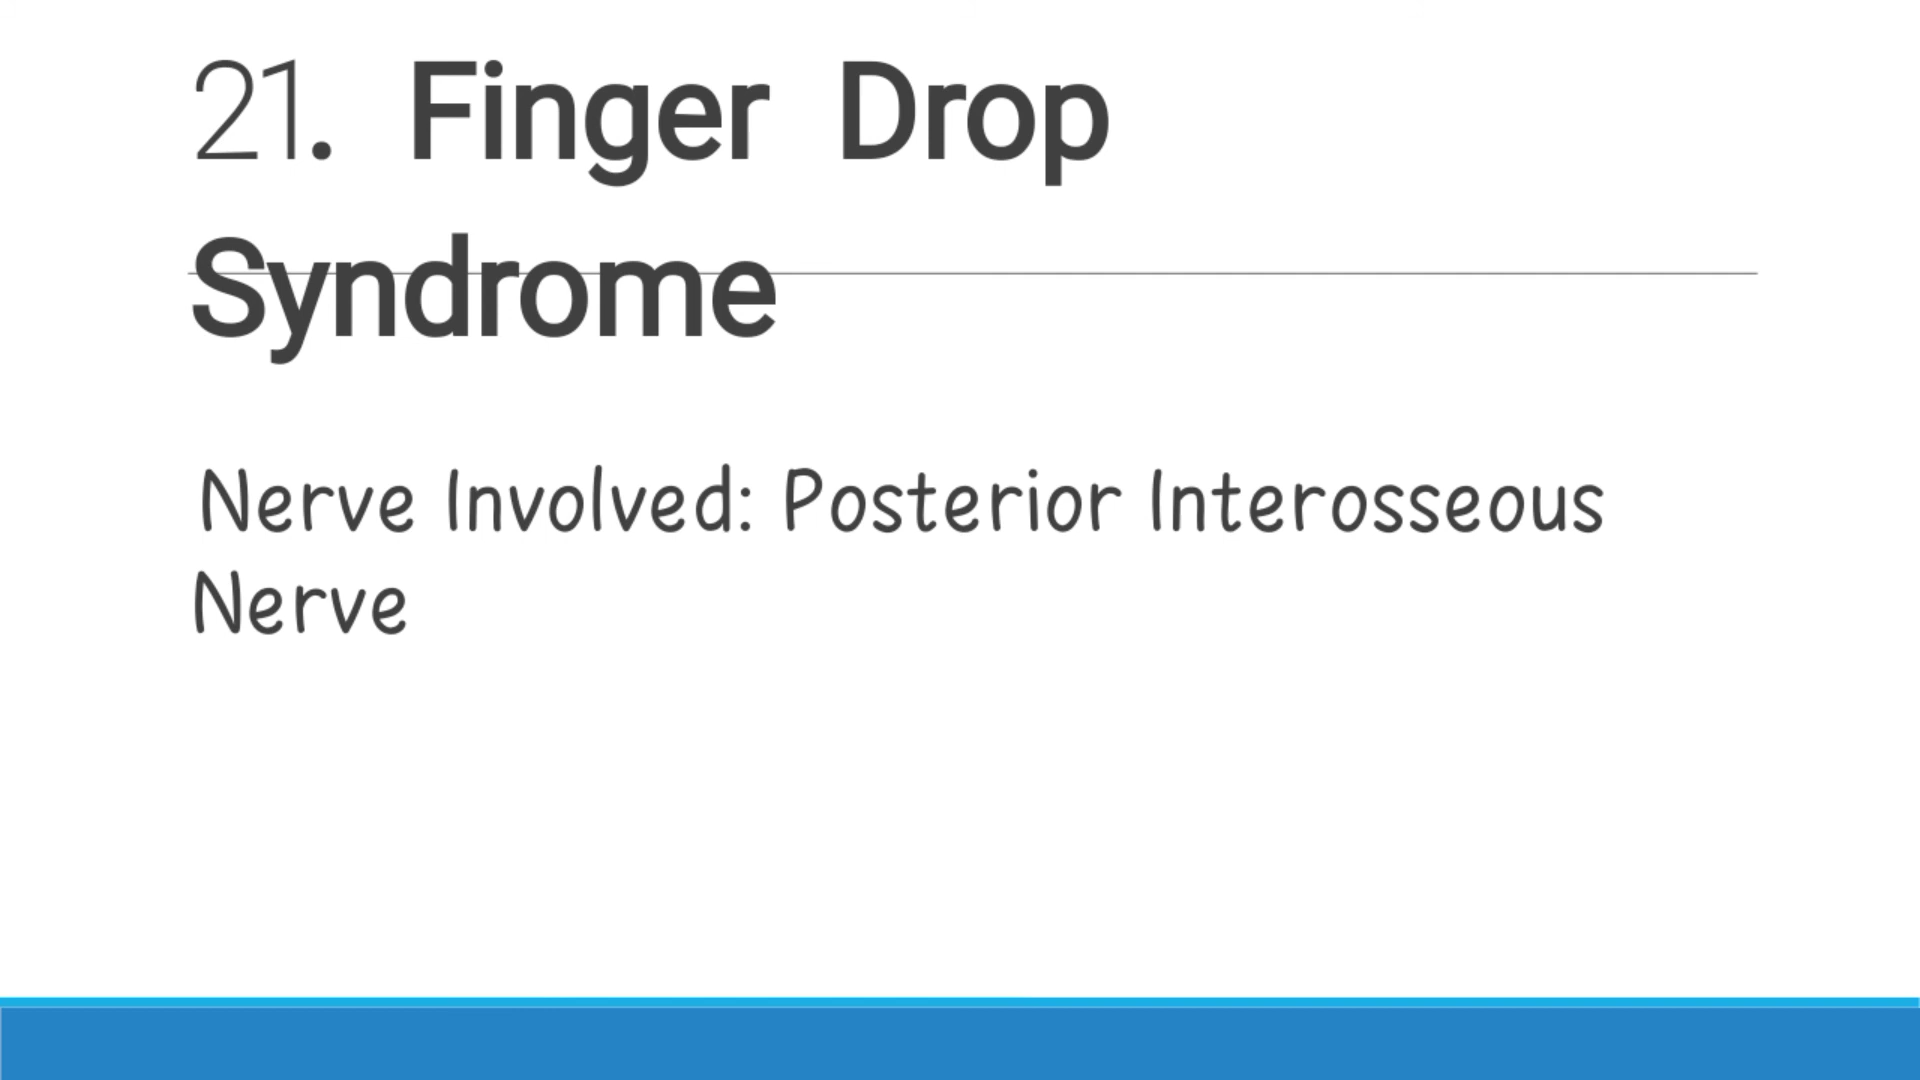 21. Finger Drop
Syndrome
Nerve Involved: Posterior Interosseous
Nerve